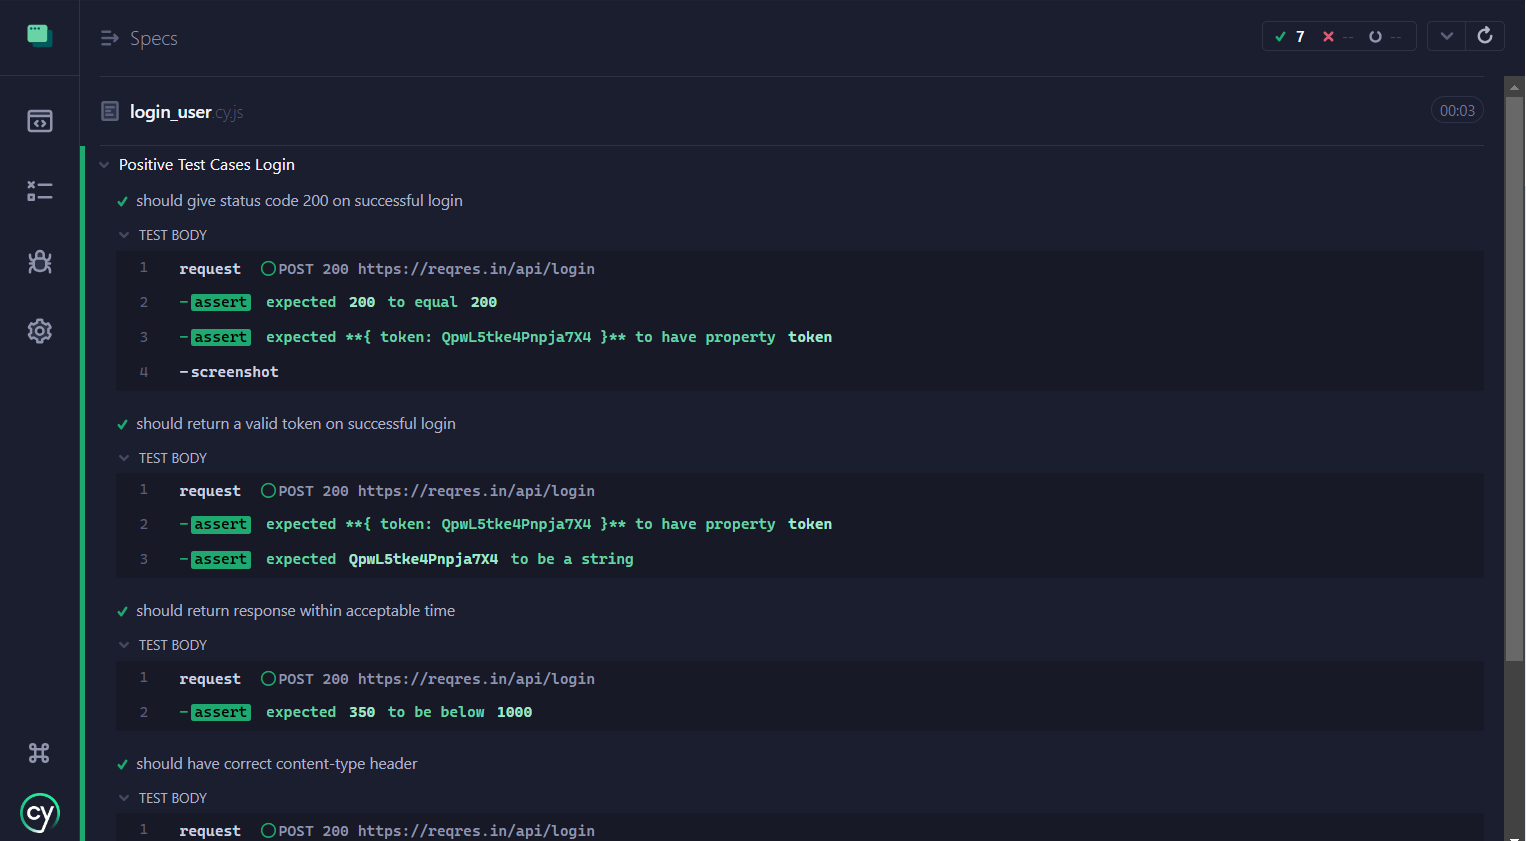 Specs
7 -- --
login_user.cy.js
00:03
Positive Test Cases Login
should give status code 200 on successful login
TEST BODY
1 request POST 200 https://reqres.in/api/login
2 -assert expected 200 to equal 200
3 -assert expected **{ token: QpwL5tke4Pnpja7X4 }** to have property token
4 -screenshot
should return a valid token on successful login
TEST BODY
1 request POST 200 https://reqres.in/api/login
2 -assert expected **{ token: QpwL5tke4Pnpja7X4 }** to have property token
3 -assert expected QpwL5tke4Pnpja7X4 to be a string
should return response within acceptable time
TEST BODY
1 request POST 200 https://reqres.in/api/login
2 -assert expected 350 to be below 1000
should have correct content-type header
TEST BODY
1 request POST 200 https://reqres.in/api/login
cy